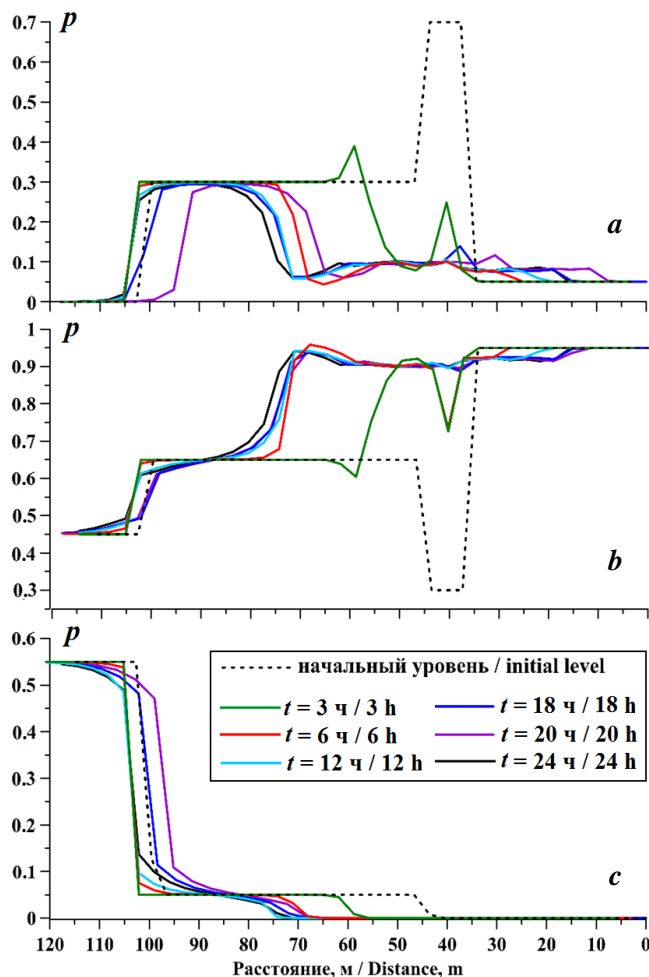 p
0.7
0.6
0.5
0.4
0.3
0.2
0.1
0
a
p
1
0.9
0.8
0.7
0.6
0.5
0.4
0.3
b
p
0.6
0.5
0.4
0.3
0.2
0.1
0
начальный уровень / initial level
t = 3 ч / 3 h t = 18 ч / 18 h
t = 6 ч / 6 h t = 20 ч / 20 h
t = 12 ч / 12 h t = 24 ч / 24 h
c
120 110 100 90 80 70 60 50 40 30 20 10 0
Расстояние, м / Distance, m